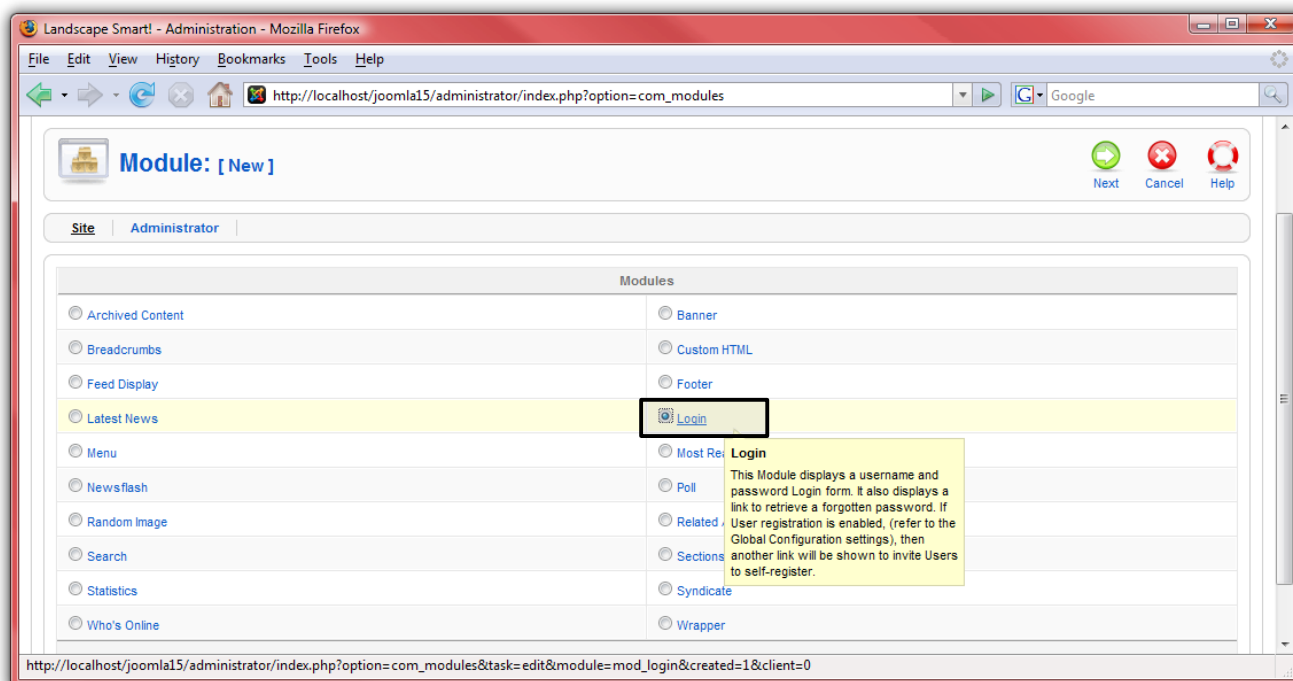 Landscape Smart! - Administration - Mozilla Firefox
File Edit View History Bookmarks Tools Help
http://localhost/joomla15/administrator/index.php?option=com_modules
G Google
Module: [ New ]
Next Cancel Help
Site Administrator
Modules
Archived Content Banner
Breadcrumbs Custom HTML
Feed Display Footer
Latest News Login
Menu Most Rea
Newsflash Poll
Random Image Related
Search Sections
Statistics Syndicate
Who's Online Wrapper
Login
This Module displays a username and
password Login form. It also displays a
link to retrieve a forgotten password. If
User registration is enabled, (refer to the
Global Configuration settings), then
another link will be shown to invite Users
to self-register.
http://localhost/joomla15/administrator/index.php?option=com_modules&task=edit&module=mod_login&created=1&client=0